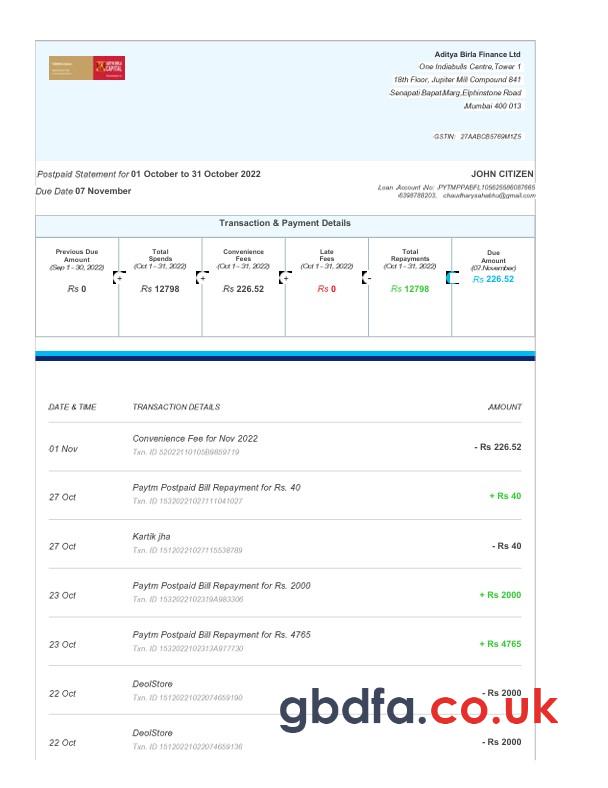 ADITYA BIRLA
CAPITAL
Aditya Birla Finance Ltd
One Indiabulls Centre,Tower 1
18th Floor, Jupiter Mill Compound 841
Senapati BapatMarg,Elphinstone Road
Mumbai 400 013
GSTIN: 27AABCB5769M1Z5
Postpaid Statement for 01 October to 31 October 2022
JOHN CITIZEN
Due Date 07 November
Loan Account No: PYTMPPABFL105625586087665
6398788203, chaudharysahabhu@gmail.com
Transaction & Payment Details
Previous Due Amount (Sep 1 - 30, 2022) Rs 0
+
Total Spends (Oct 1 - 31, 2022) Rs 12798
+
Convenience Fees (Oct 1 - 31, 2022) Rs 226.52
+
Late Fees (Oct 1 - 31, 2022) Rs 0
-
Total Repayments (Oct 1 - 31, 2022) Rs 12798
Due Amount (07.November) Rs 226.52
DATE & TIME TRANSACTION DETAILS AMOUNT
Convenience Fee for Nov 2022
01 Nov - Rs 226.52
Txn. ID 52022110105B9859719
Paytm Postpaid Bill Repayment for Rs. 40
27 Oct + Rs 40
Txn. ID 15320221027111041027
Kartik jha
27 Oct - Rs 40
Txn. ID 15120221027115538789
Paytm Postpaid Bill Repayment for Rs. 2000
23 Oct + Rs 2000
Txn. ID 1532022102319A983306
Paytm Postpaid Bill Repayment for Rs. 4765
23 Oct + Rs 4765
Txn. ID 1532022102313A977730
DeolStore
22 Oct - Rs 2000
Txn. ID 15120221022074659190
gbdfa.co.uk
DeolStore
22 Oct - Rs 2000
Txn. ID 15120221022074659136